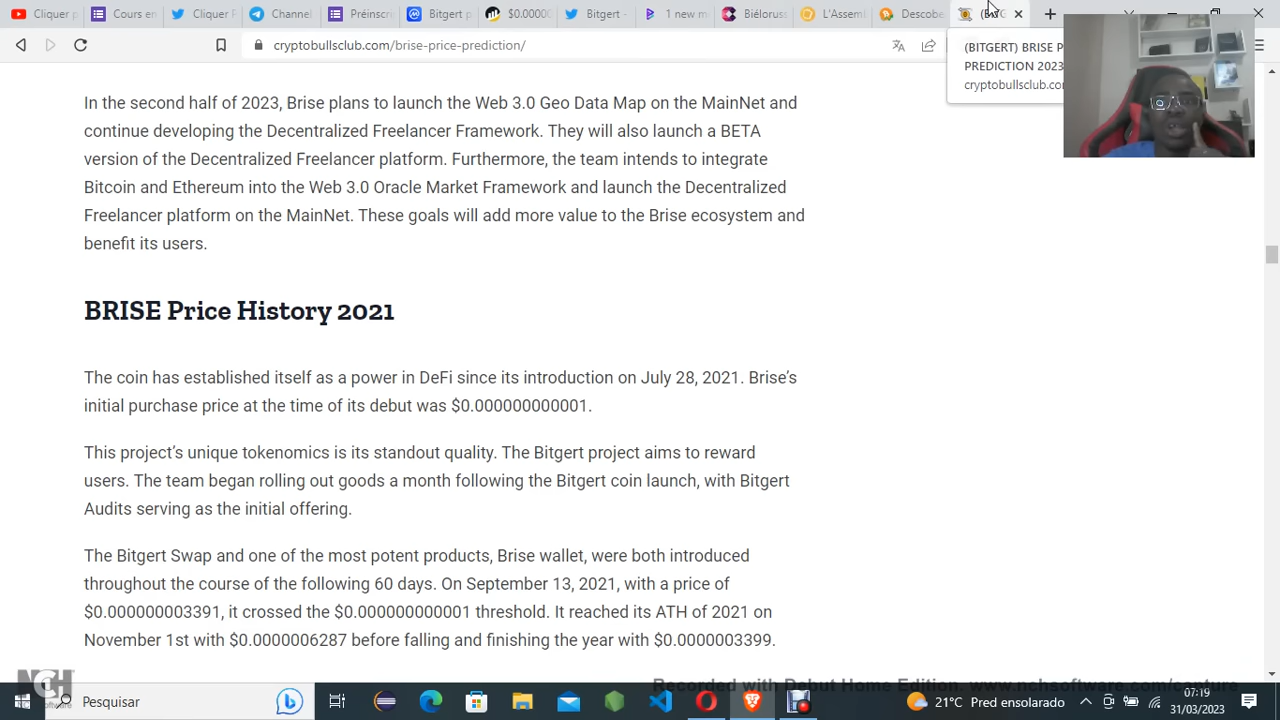 Cliquer p
Cours en
Cliquer P
Channel
Préinscr
Bitgert p
$0.0000
Bitgert -
1 new m
Biélorus
L'Assem
Descobe
cryptobullsclub.com/brise-price-prediction/
(BITGERT) BRISE P
PREDICTION 2023
cryptobullsclub.co
In the second half of 2023, Brise plans to launch the Web 3.0 Geo Data Map on the MainNet and
continue developing the Decentralized Freelancer Framework. They will also launch a BETA
version of the Decentralized Freelancer platform. Furthermore, the team intends to integrate
Bitcoin and Ethereum into the Web 3.0 Oracle Market Framework and launch the Decentralized
Freelancer platform on the MainNet. These goals will add more value to the Brise ecosystem and
benefit its users.
BRISE Price History 2021
The coin has established itself as a power in DeFi since its introduction on July 28, 2021. Brise’s
initial purchase price at the time of its debut was $0.000000000001.
This project’s unique tokenomics is its standout quality. The Bitgert project aims to reward
users. The team began rolling out goods a month following the Bitgert coin launch, with Bitgert
Audits serving as the initial offering.
The Bitgert Swap and one of the most potent products, Brise wallet, were both introduced
throughout the course of the following 60 days. On September 13, 2021, with a price of
$0.000000003391, it crossed the $0.000000000001 threshold. It reached its ATH of 2021 on
November 1st with $0.0000006287 before falling and finishing the year with $0.0000003399.
NCH
Software
Recorded with Debut Home Edition. www.nchsoftware.com/capture
Pesquisar
21°C Pred ensolarado
07:19
31/03/2023